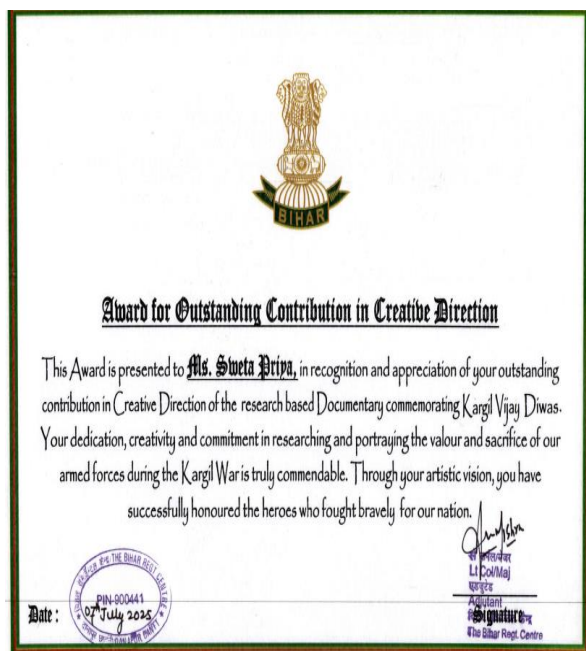 BIHAR
Award for Outstanding Contribution in Creative Direction
This Award is presented to Ms. Sweta Priya, in recognition and appreciation of your outstanding
contribution in Creative Direction of the research based Documentary commemorating Kargil Vijay Diwas.
Your dedication, creativity and commitment in researching and portraying the valour and sacrifice of our
armed forces during the Kargil War is truly commendable. Through your artistic vision, you have
successfully honoured the heroes who fought bravely for our nation.
Lt Col/Maj
Adjutant
The Bihar Regt. Centre
Signature
THE BIHAR REGT CENTRE
PIN-900441
Date : 07th July 2025